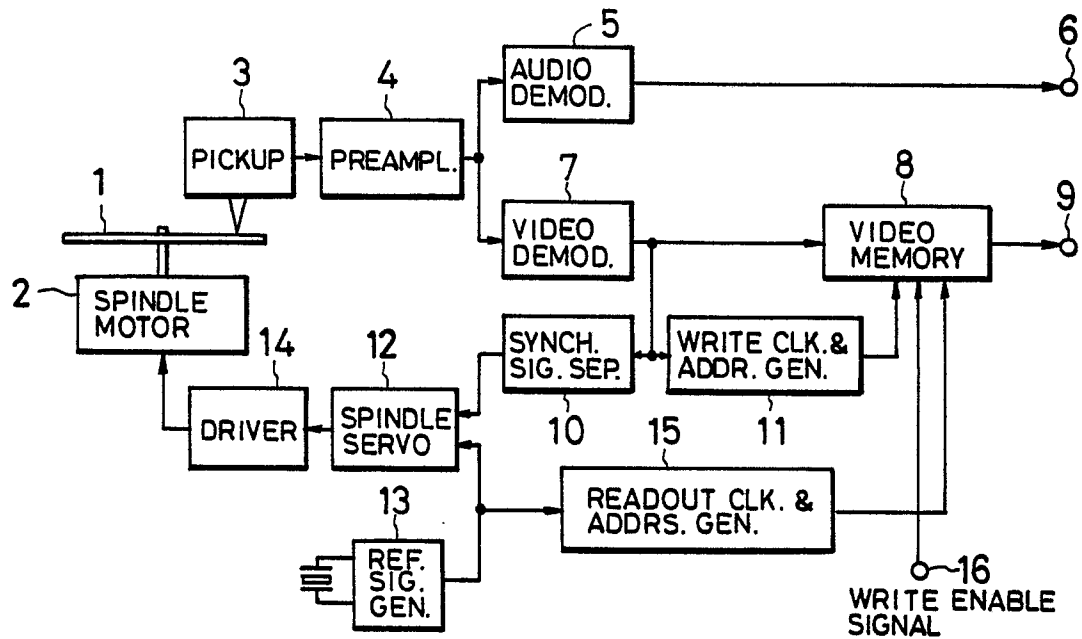 5
6
AUDIO
DEMOD.
3
4
PICKUP
PREAMPL.
1
7
8
9
VIDEO
DEMOD.
VIDEO
MEMORY
2
SPINDLE
MOTOR
14
12
SYNCH.
SIG. SEP.
WRITE CLK. &
ADDR. GEN.
DRIVER
SPINDLE
SERVO
10
15
11
READOUT CLK. &
ADDRS. GEN.
13
REF.
SIG.
GEN.
16
WRITE ENABLE
SIGNAL